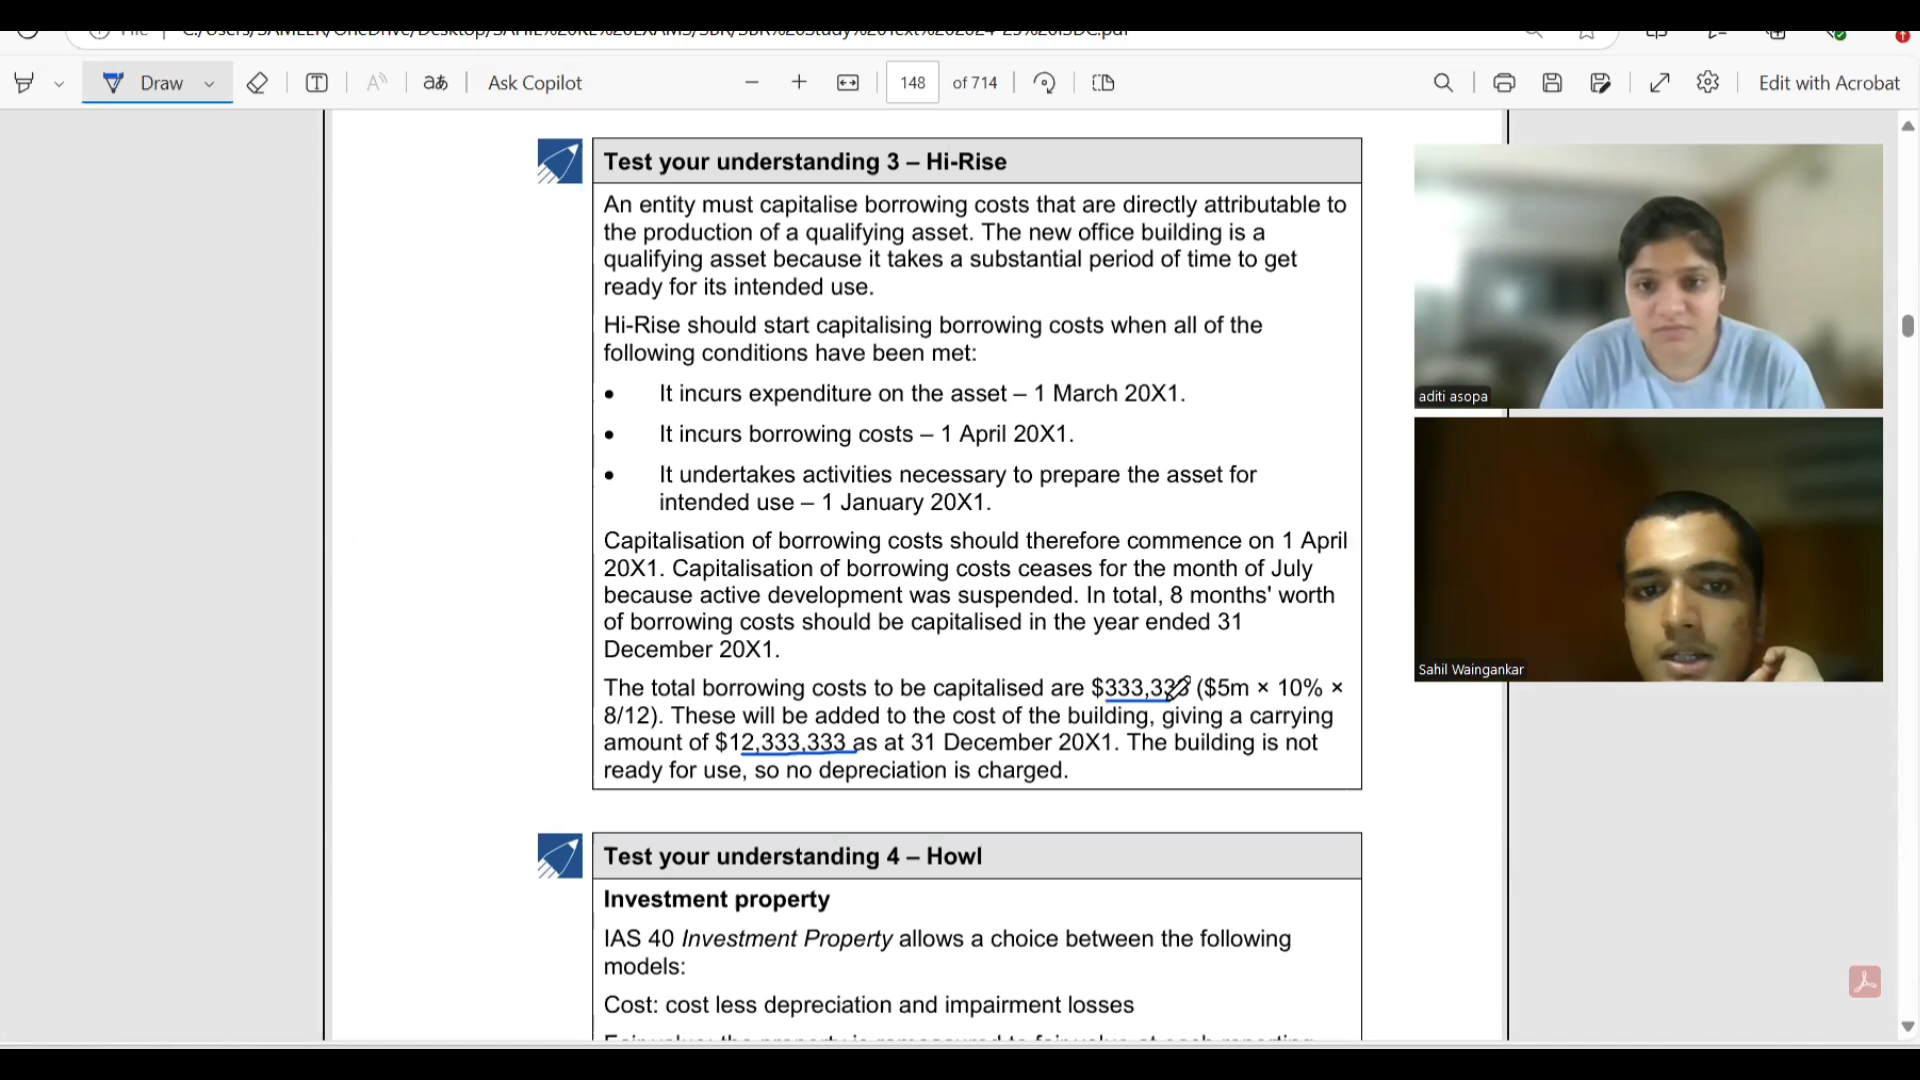 Draw
Ask Copilot
148
of 714
Edit with Acrobat
Test your understanding 3 – Hi-Rise
An entity must capitalise borrowing costs that are directly attributable to
the production of a qualifying asset. The new office building is a
qualifying asset because it takes a substantial period of time to get
ready for its intended use.
Hi-Rise should start capitalising borrowing costs when all of the
following conditions have been met:
• It incurs expenditure on the asset – 1 March 20X1.
• It incurs borrowing costs – 1 April 20X1.
• It undertakes activities necessary to prepare the asset for
intended use – 1 January 20X1.
Capitalisation of borrowing costs should therefore commence on 1 April
20X1. Capitalisation of borrowing costs ceases for the month of July
because active development was suspended. In total, 8 months' worth
of borrowing costs should be capitalised in the year ended 31
December 20X1.
The total borrowing costs to be capitalised are $333,333 ($5m × 10% ×
8/12). These will be added to the cost of the building, giving a carrying
amount of $12,333,333 as at 31 December 20X1. The building is not
ready for use, so no depreciation is charged.
Test your understanding 4 – Howl
Investment property
IAS 40 Investment Property allows a choice between the following
models:
Cost: cost less depreciation and impairment losses
aditi asopa
Sahil Waingankar